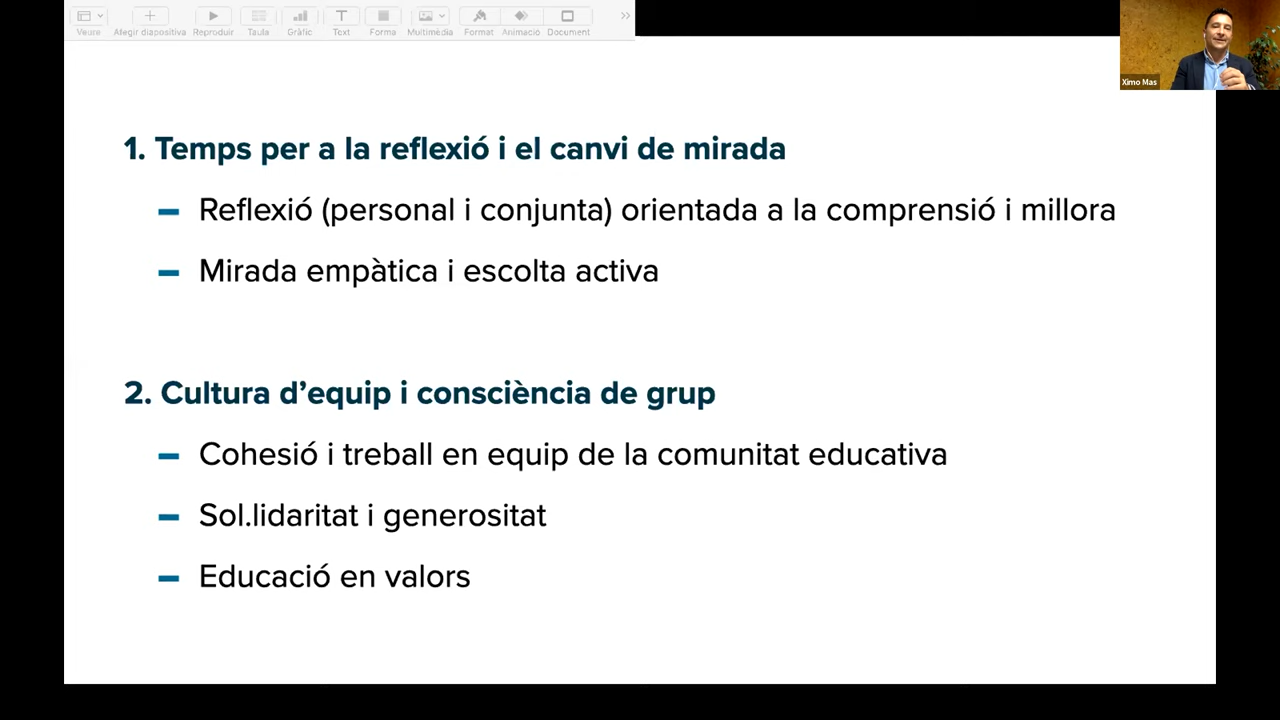 Veure
Afegir diapositiva
Reproduir
Taula
Gràfic
Text
Forma
Multimèdia
Format
Animació
Document
Ximo Mas
1. Temps per a la reflexió i el canvi de mirada
– Reflexió (personal i conjunta) orientada a la comprensió i millora
– Mirada empàtica i escolta activa
2. Cultura d’equip i consciència de grup
– Cohesió i treball en equip de la comunitat educativa
– Sol.lidaritat i generositat
– Educació en valors